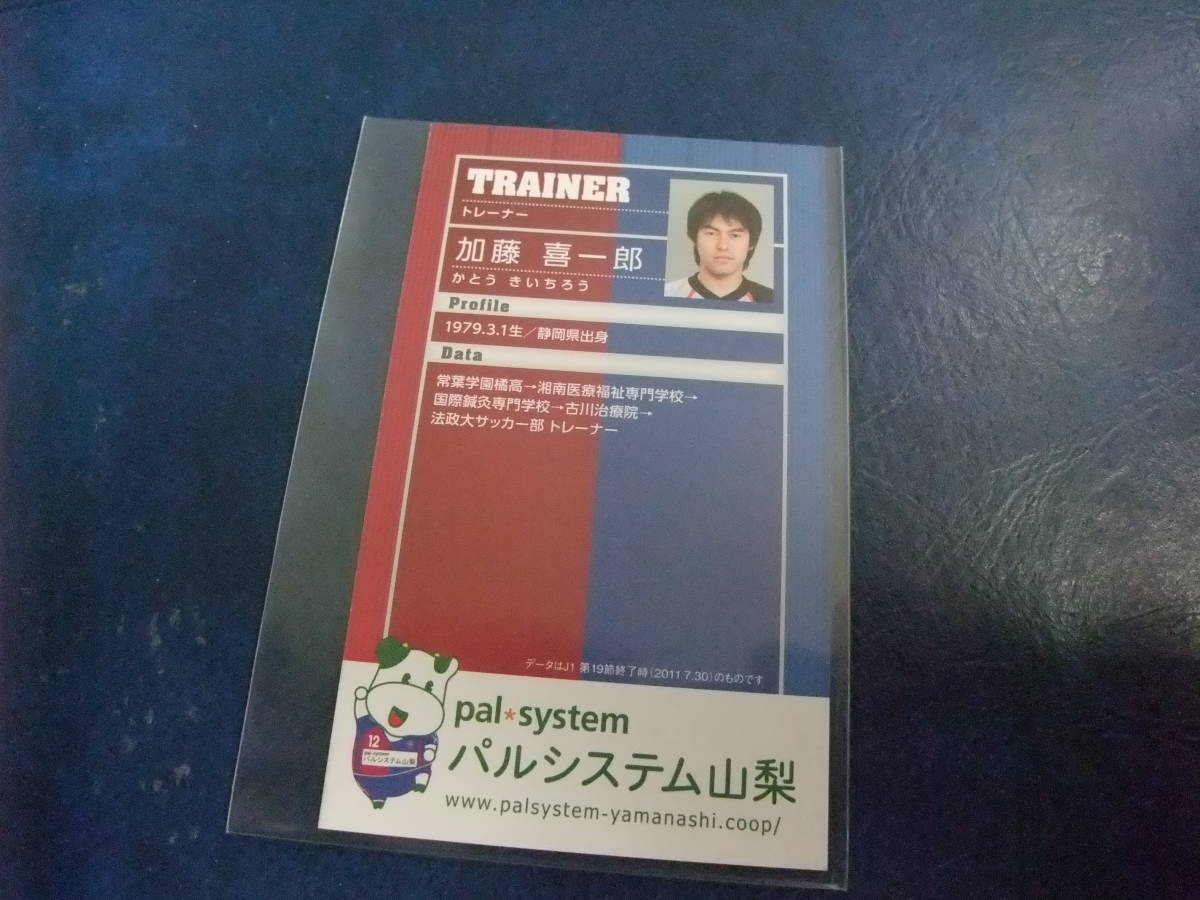 TRAINER
トレーナー
加藤 喜一郎
かとう きいちろう
Profile
1979.3.1生／静岡県出身
Data
常葉学園橘高→湘南医療福祉専門学校→
国際鍼灸専門学校→古川治療院→
法政大サッカー部 トレーナー
データはJ1 第19節終了時(2011.7.30)のものです
12
pal*system
パルシステム山梨
pal*system
パルシステム山梨
www.palsystem-yamanashi.coop/